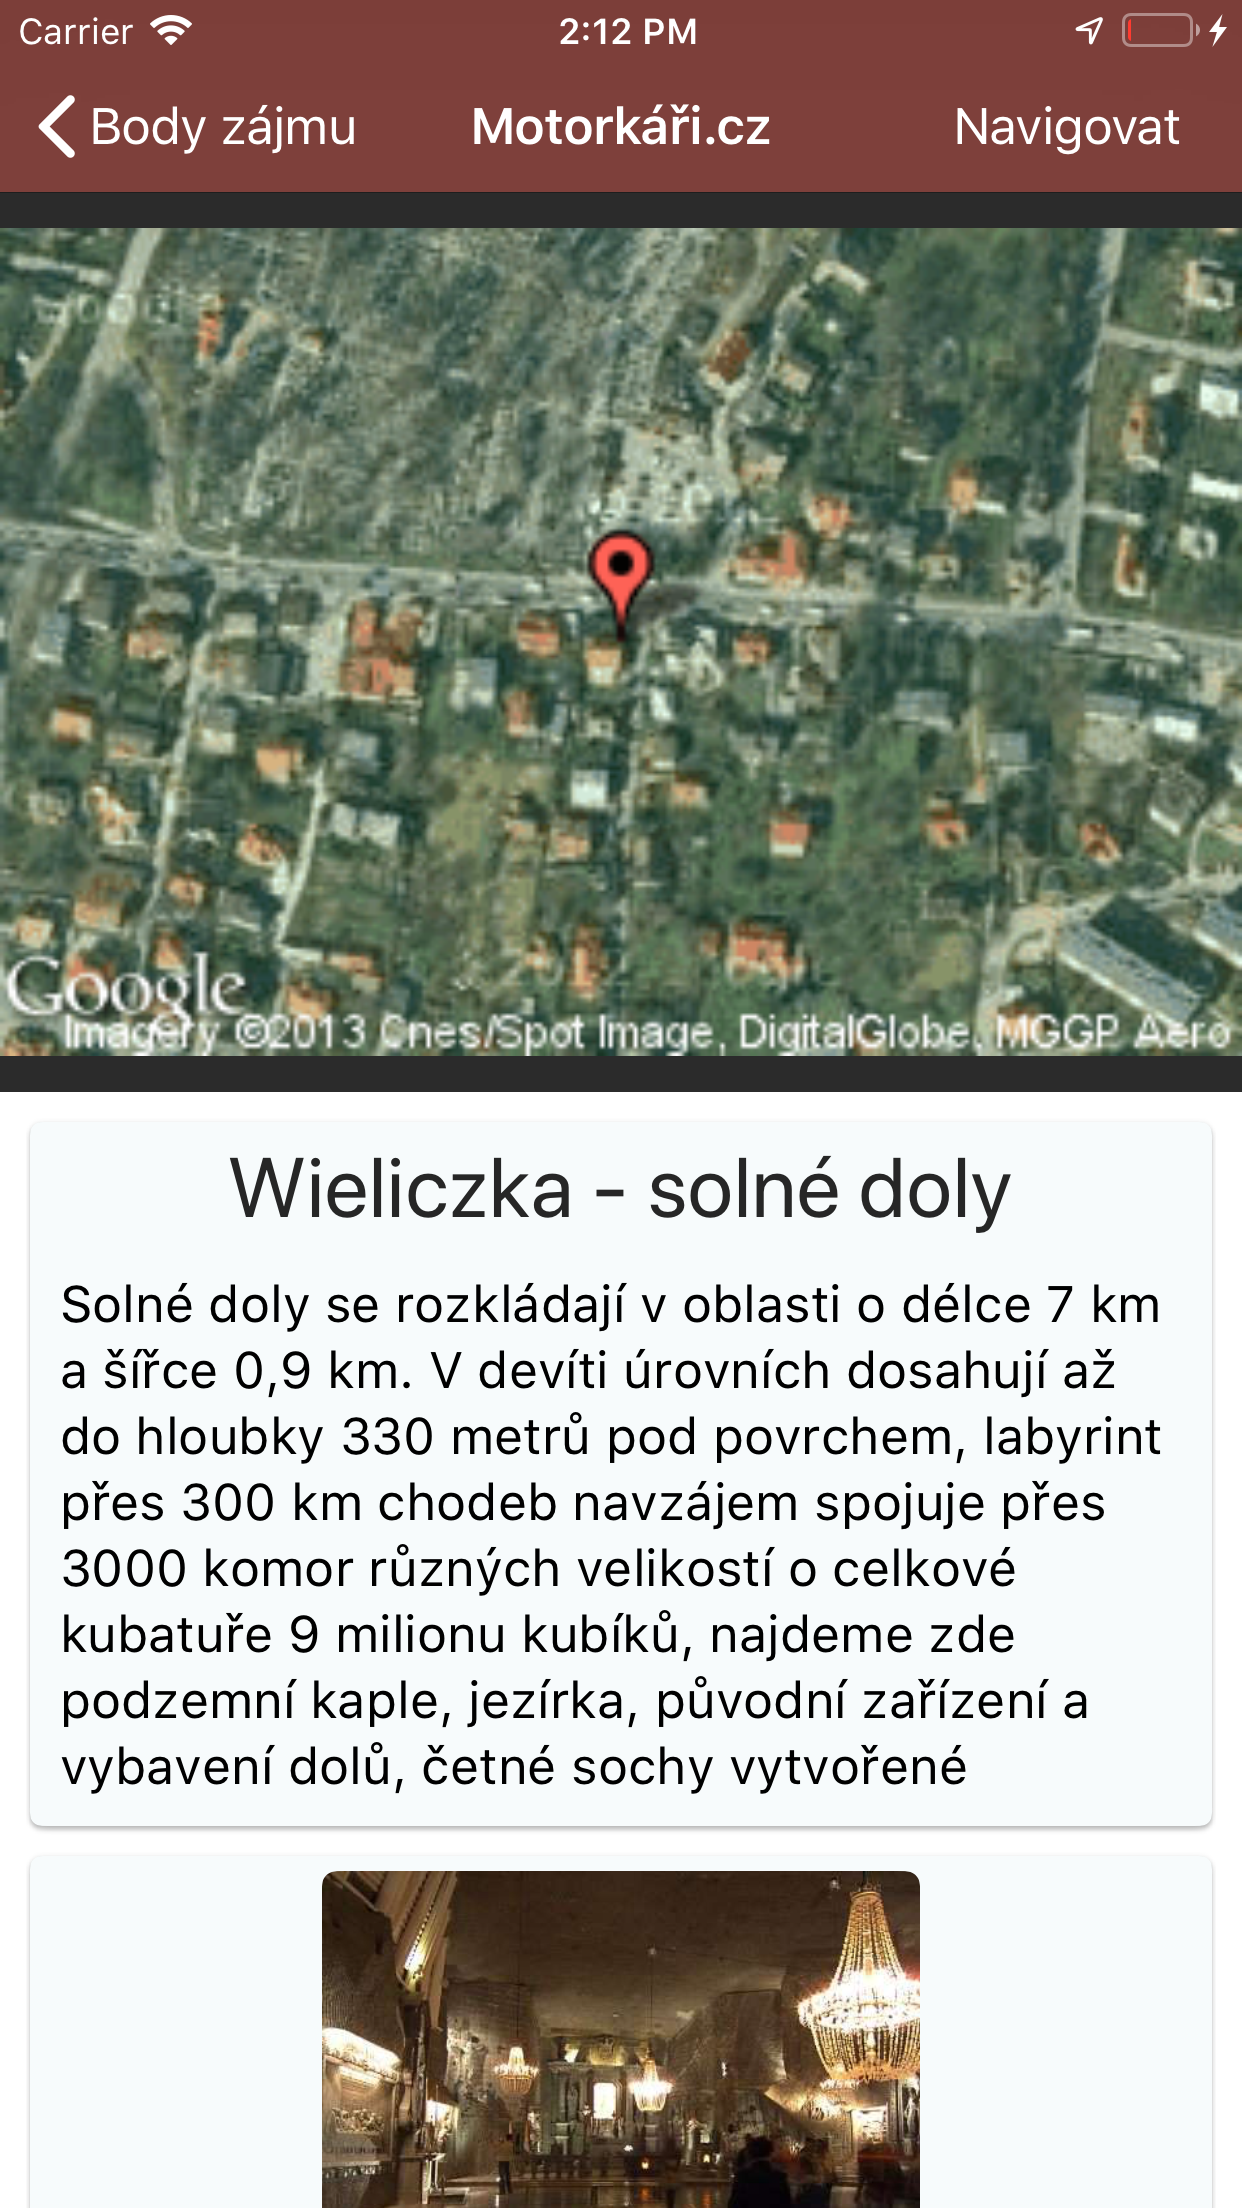 Carrier 2:12 PM
Body zájmu Motorkáři.cz Navigovat
Google
Imagery ©2013 Cnes/Spot Image, DigitalGlobe, MGGP Aero
Wieliczka - solné doly
Solné doly se rozkládají v oblasti o délce 7 km
a šířce 0,9 km. V devíti úrovních dosahují až
do hloubky 330 metrů pod povrchem, labyrint
přes 300 km chodeb navzájem spojuje přes
3000 komor různých velikostí o celkové
kubatuře 9 milionu kubíků, najdeme zde
podzemní kaple, jezírka, původní zařízení a
vybavení dolů, četné sochy vytvořené